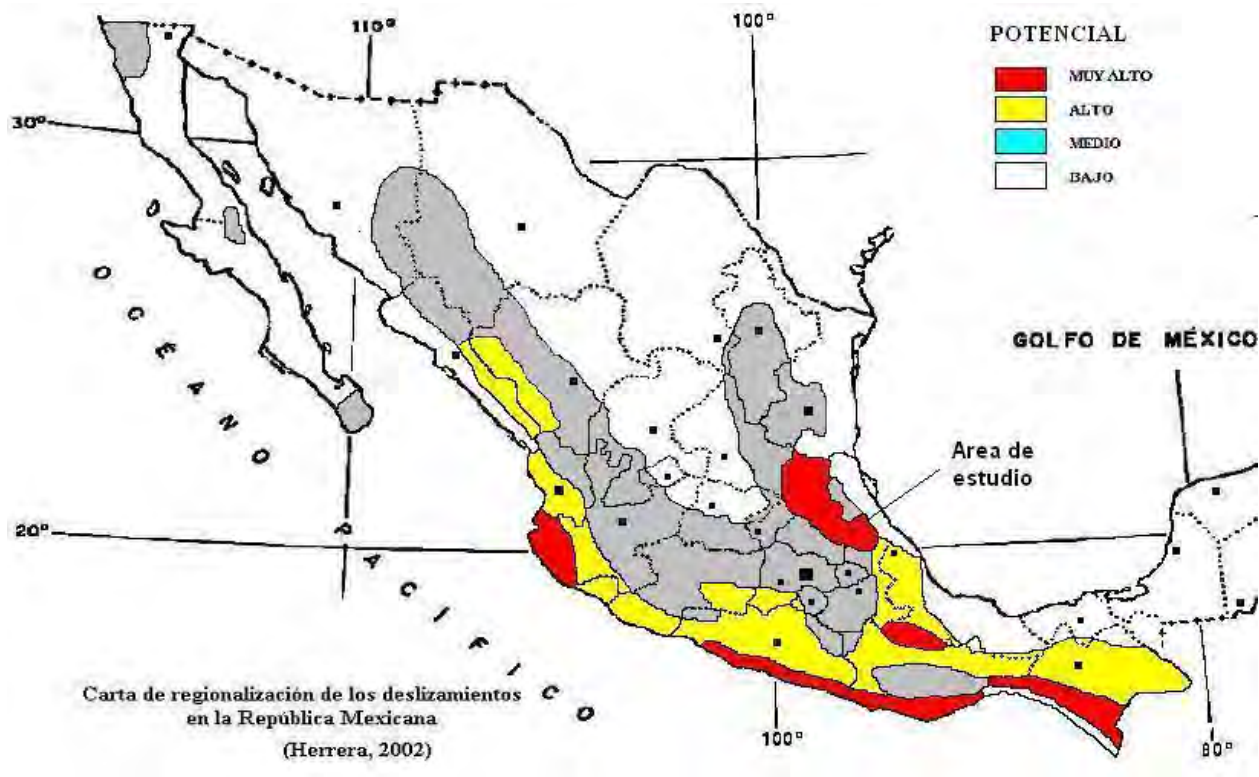 110°
100°
POTENCIAL
MUY ALTO
ALTO
MEDIO
BAJO
30°
OCEANO
GOLFO DE MÉXICO
Area de
estudio
20°
PACIFICO
Carta de regionalización de los deslizamientos
en la República Mexicana
(Herrera, 2002)
100°
90°